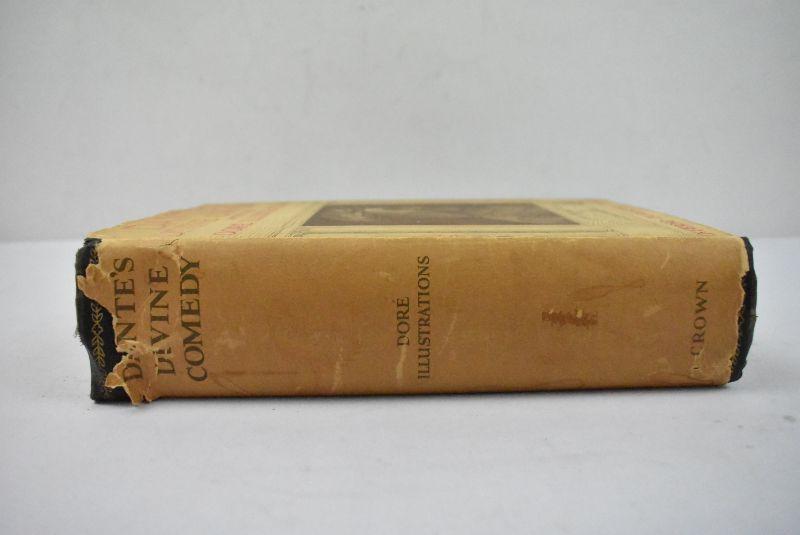 DANTE'S
DIVINE
COMEDY
DORÉ
ILLUSTRATIONS
CROWN